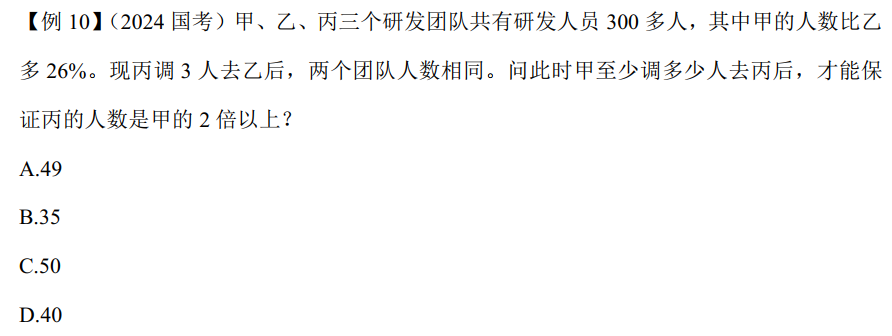 【例 10】（2024 国考）甲、乙、丙三个研发团队共有研发人员 300 多人，其中甲的人数比乙
多 26%。现丙调 3 人去乙后，两个团队人数相同。问此时甲至少调多少人去丙后，才能保
证丙的人数是甲的 2 倍以上？
A.49
B.35
C.50
D.40